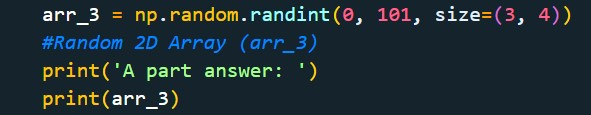 arr_3 = np.random.randint(0, 101, size=(3, 4))
#Random 2D Array (arr_3)
print('A part answer: ')
print(arr_3)